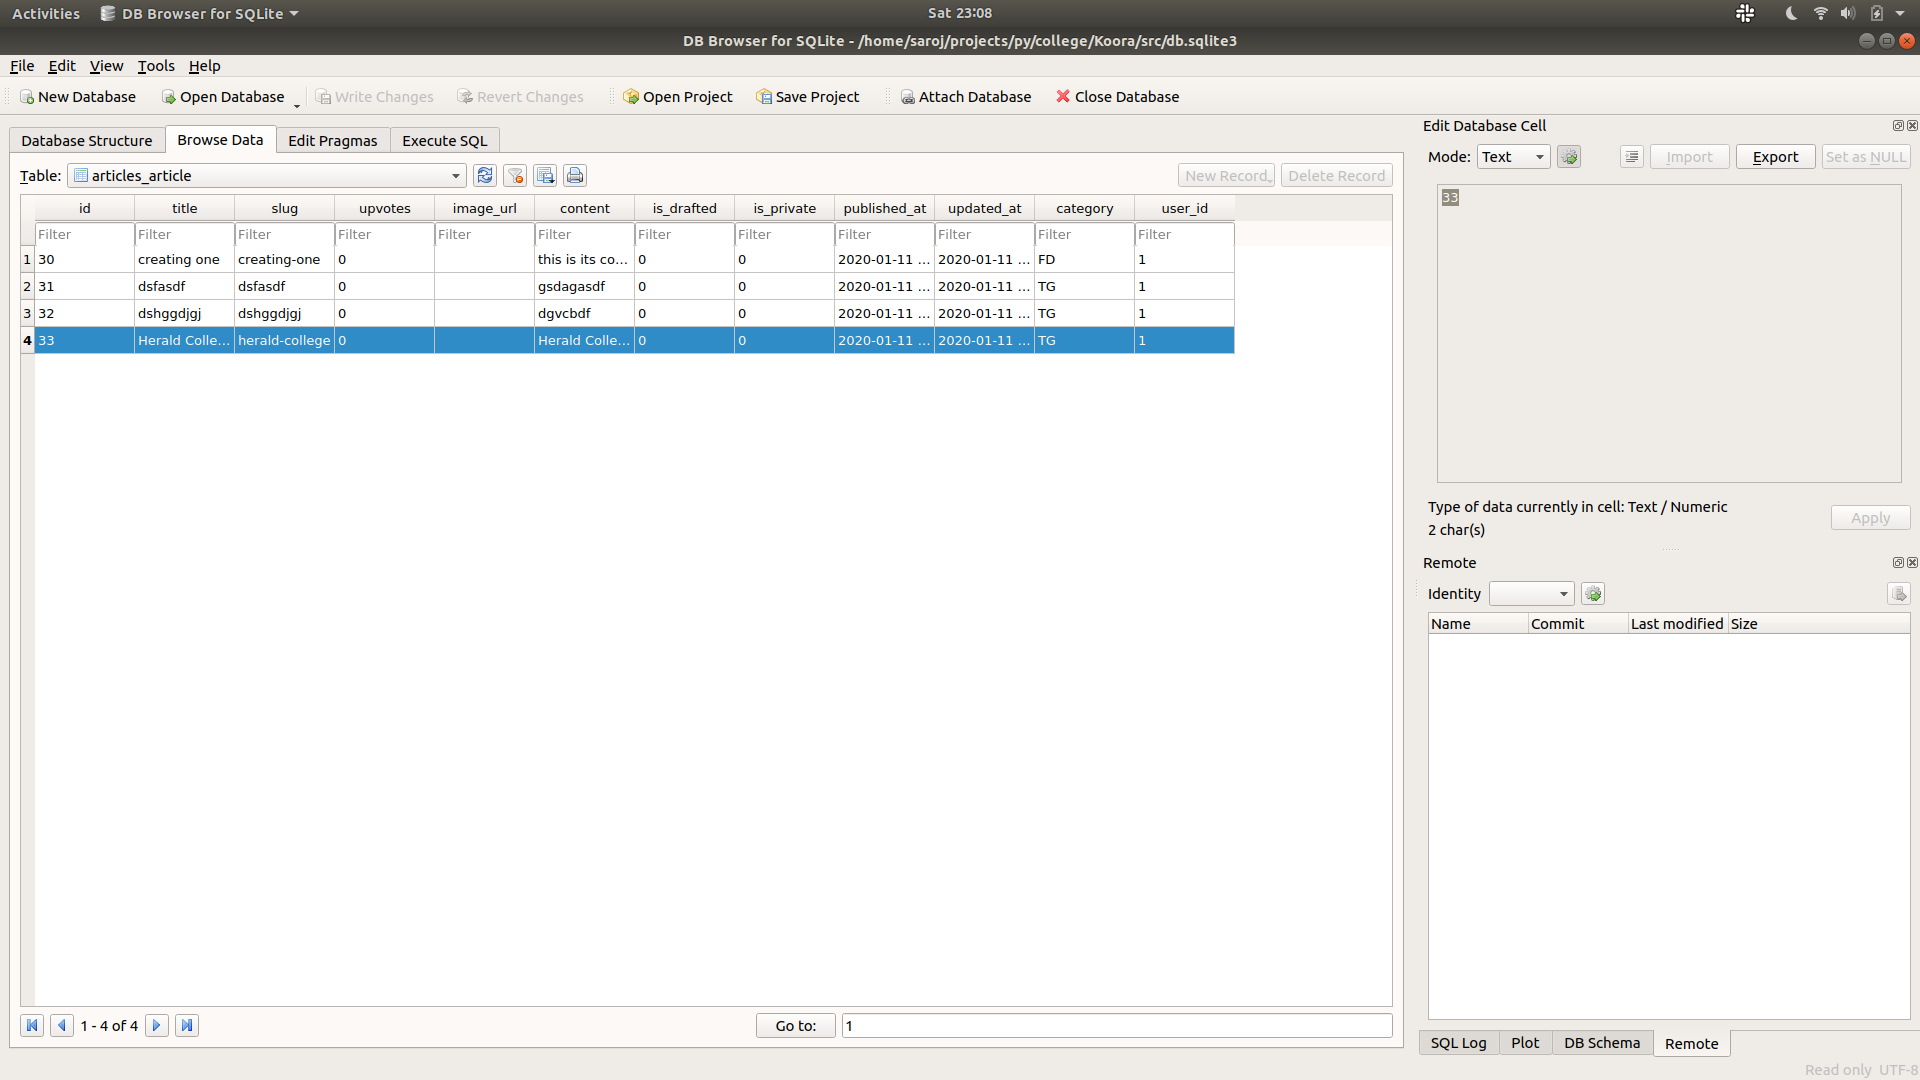 Activities DB Browser for SQLite Sat 23:08
DB Browser for SQLite - /home/saroj/projects/py/college/Koora/src/db.sqlite3
File Edit View Tools Help
New Database Open Database Write Changes Revert Changes Open Project Save Project Attach Database Close Database
Database Structure Browse Data Edit Pragmas Execute SQL
Table: articles_article New Record Delete Record
id title slug upvotes image_url content is_drafted is_private published_at updated_at category user_id
Filter Filter Filter Filter Filter Filter Filter Filter Filter Filter Filter Filter
1 30 creating one creating-one 0 this is its co... 0 0 2020-01-11 ... 2020-01-11 ... FD 1
2 31 dsfasdf dsfasdf 0 gsdagasdf 0 0 2020-01-11 ... 2020-01-11 ... TG 1
3 32 dshggdjgj dshggdjgj 0 dgvcbdf 0 0 2020-01-11 ... 2020-01-11 ... TG 1
4 33 Herald Colle... herald-college 0 Herald Colle... 0 0 2020-01-11 ... 2020-01-11 ... TG 1
1 - 4 of 4 Go to: 1
Edit Database Cell
Mode: Text Import Export Set as NULL
33
Type of data currently in cell: Text / Numeric
2 char(s)
Apply
Remote
Identity
Name Commit Last modified Size
SQL Log Plot DB Schema Remote
Read only UTF-8